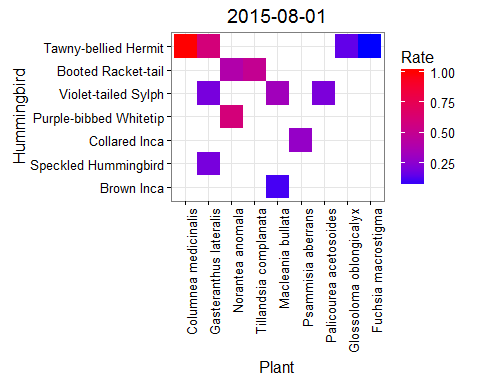 2015-08-01
Hummingbird
Tawny-bellied Hermit
Booted Racket-tail
Violet-tailed Sylph
Purple-bibbed Whitetip
Collared Inca
Speckled Hummingbird
Brown Inca
Columnea medicinalis
Gasteranthus lateralis
Norantea anomala
Tillandsia complanata
Macleania bullata
Psammisia aberrans
Palicourea acetosoides
Glossoloma oblongicalyx
Fuchsia macrostigma
Plant
Rate
1.00
0.75
0.50
0.25